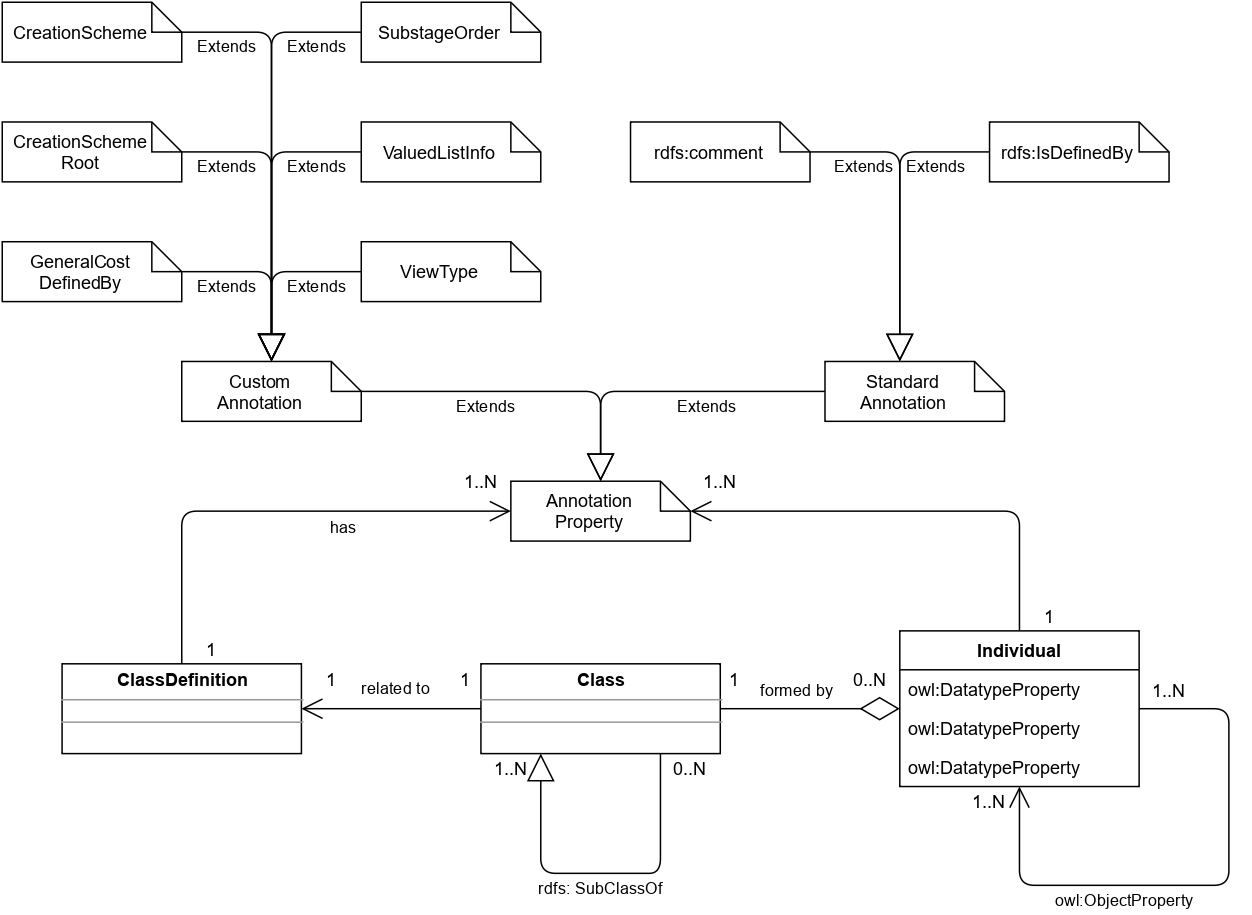 CreationScheme
Extends
Extends
SubstageOrder
CreationScheme
Root
Extends
Extends
ValuedListInfo
rdfs:comment
Extends
Extends
rdfs:IsDefinedBy
GeneralCost
DefinedBy
Extends
Extends
ViewType
Custom
Annotation
Extends
Extends
Standard
Annotation
1..N
Annotation
Property
1..N
has
1
1
ClassDefinition
1
related to
1
Class
1
formed by
0..N
Individual
owl:DatatypeProperty
owl:DatatypeProperty
owl:DatatypeProperty
1..N
1..N
0..N
1..N
rdfs: SubClassOf
owl:ObjectProperty